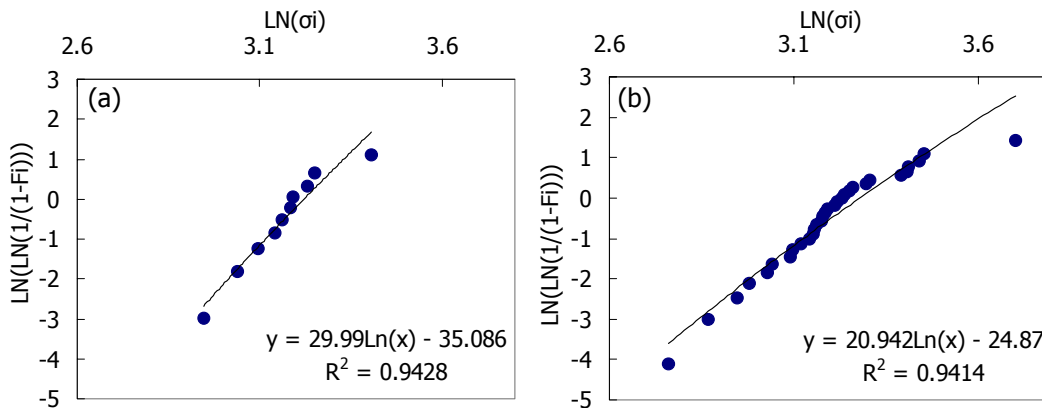 LN(σi)
2.6 3.1 3.6
(a)
LN(LN(1/(1-Fi)))
3
2
1
0
-1
-2
-3
-4
-5
y = 29.99Ln(x) - 35.086
R² = 0.9428
LN(σi)
2.6 3.1 3.6
(b)
LN(LN(1/(1-Fi)))
3
2
1
0
-1
-2
-3
-4
-5
y = 20.942Ln(x) - 24.87
R² = 0.9414